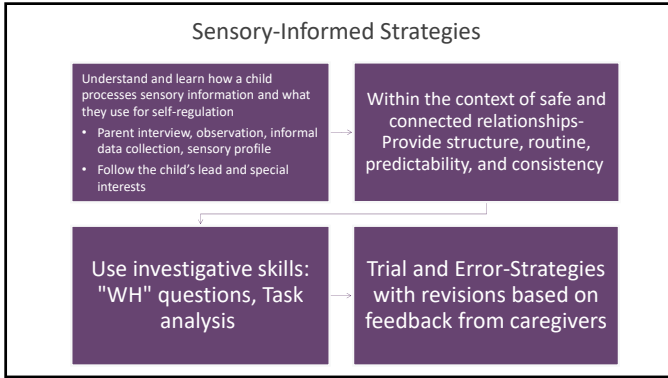 Sensory-Informed Strategies
Understand and learn how a child
processes sensory information and what
they use for self-regulation
• Parent interview, observation, informal
data collection, sensory profile
• Follow the child's lead and special
interests
Within the context of safe and
connected relationships-
Provide structure, routine,
predictability, and consistency
Use investigative skills:
"WH" questions, Task
analysis
Trial and Error-Strategies
with revisions based on
feedback from caregivers